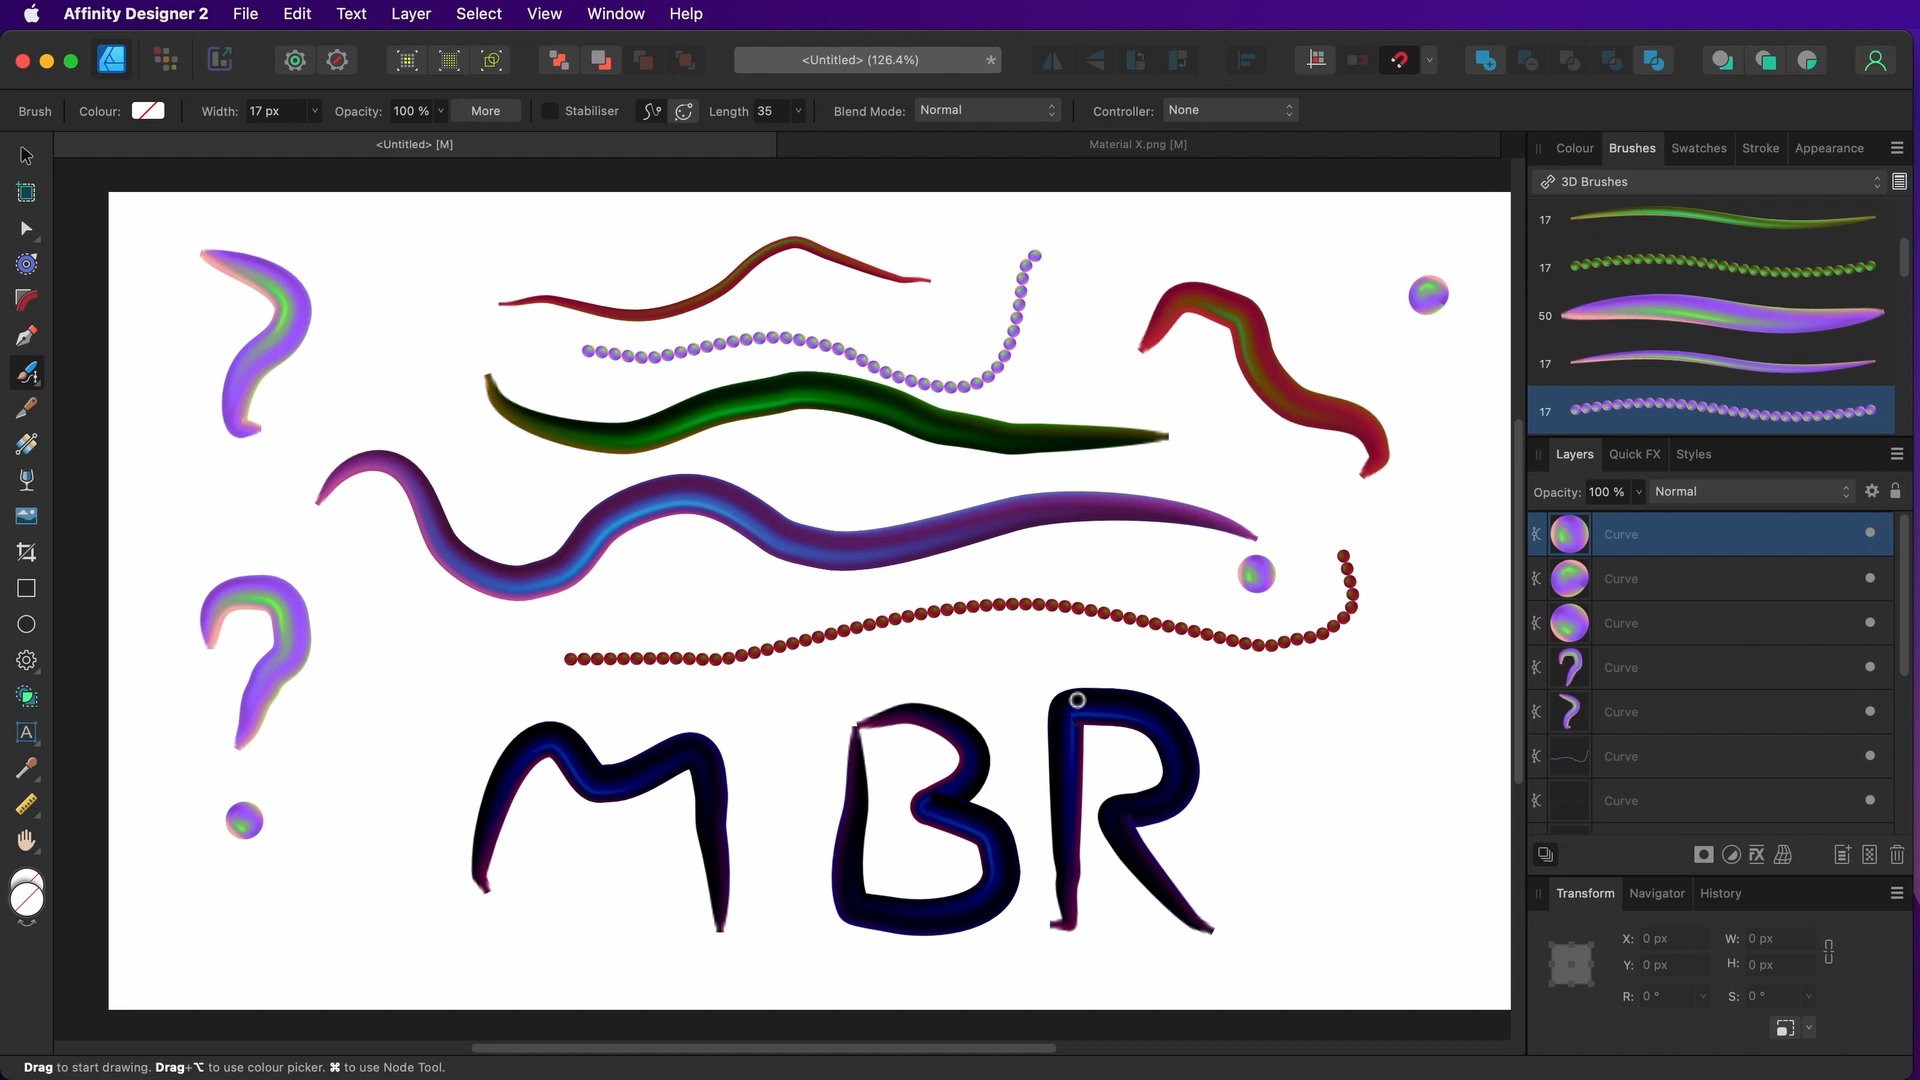 Affinity Designer 2 File Edit Text Layer Select View Window Help
<Untitled> (126.4%) *
Brush Colour: Width: 17 px Opacity: 100 % More Stabiliser Length 35 Blend Mode: Normal Controller: None
<Untitled> [M] Material X.png [M]
Colour Brushes Swatches Stroke Appearance
3D Brushes
17
17
50
17
17
Layers Quick FX Styles
Opacity: 100 % Normal
Curve
Curve
Curve
Curve
Curve
Curve
Curve
MBR
FX
A
Transform Navigator History
X: 0 px W: 0 px
Y: 0 px H: 0 px
R: 0 ° S: 0 °
Drag to start drawing. Drag+⌥ to use colour picker. ⌘ to use Node Tool.